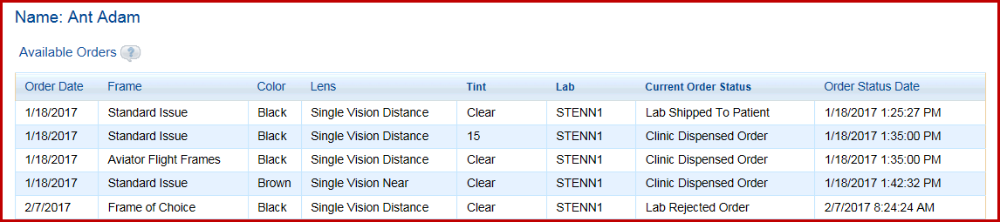 Name: Ant Adam
Available Orders ?
Order Date Frame Color Lens Tint Lab Current Order Status Order Status Date
1/18/2017 Standard Issue Black Single Vision Distance Clear STENN1 Lab Shipped To Patient 1/18/2017 1:25:27 PM
1/18/2017 Standard Issue Black Single Vision Distance 15 STENN1 Clinic Dispensed Order 1/18/2017 1:35:00 PM
1/18/2017 Aviator Flight Frames Black Single Vision Distance Clear STENN1 Clinic Dispensed Order 1/18/2017 1:35:00 PM
1/18/2017 Standard Issue Brown Single Vision Near Clear STENN1 Clinic Dispensed Order 1/18/2017 1:42:32 PM
2/7/2017 Frame of Choice Black Single Vision Distance Clear STENN1 Lab Rejected Order 2/7/2017 8:24:24 AM